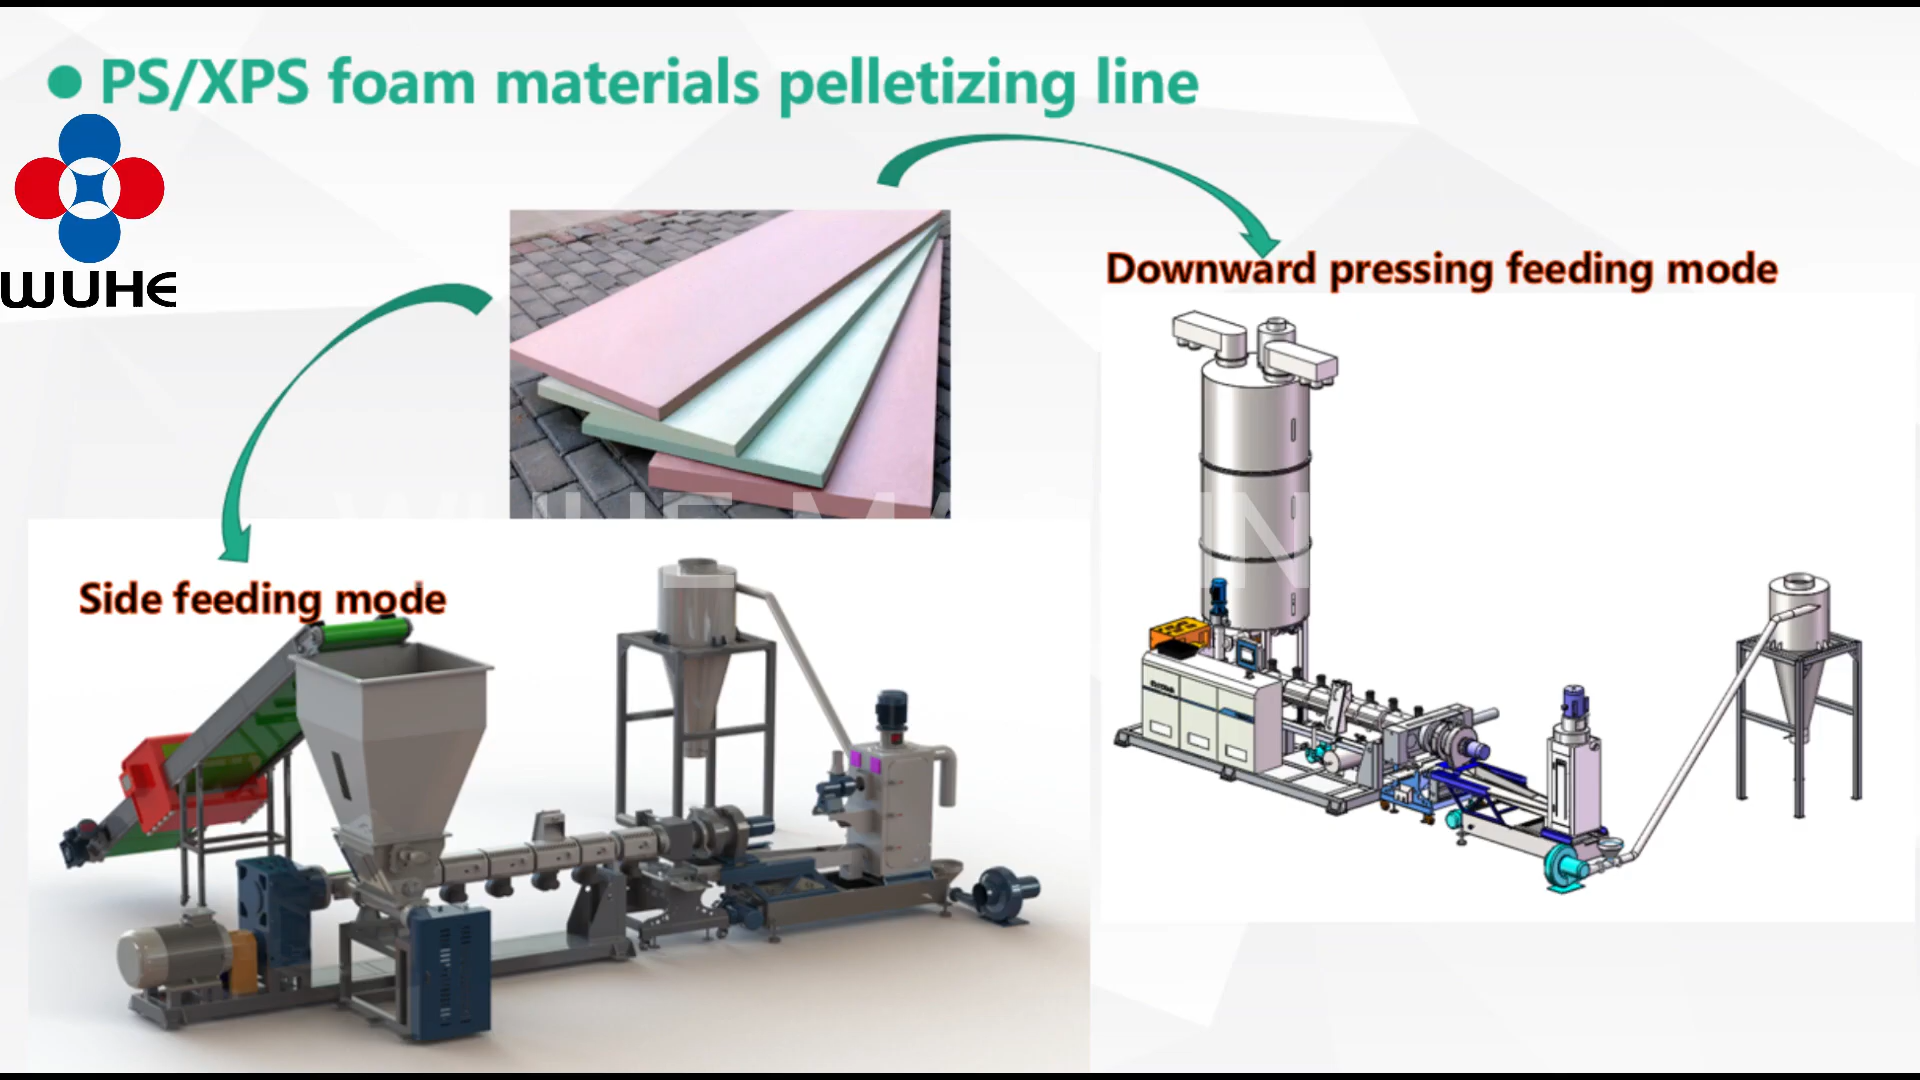 PS/XPS foam materials pelletizing line
WUHE
Downward pressing feeding mode
Side feeding mode